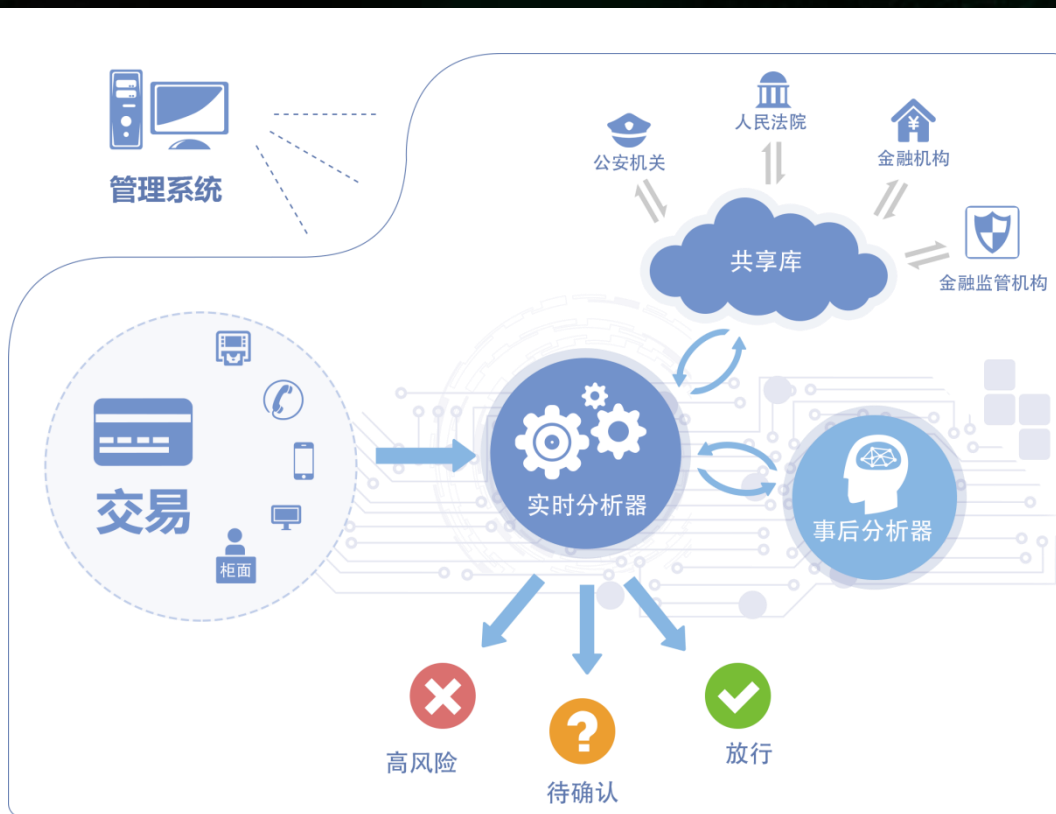 管理系统
人民法院
公安机关
金融机构
共享库
金融监管机构
交易
柜面
实时分析器
事后分析器
高风险
待确认
放行